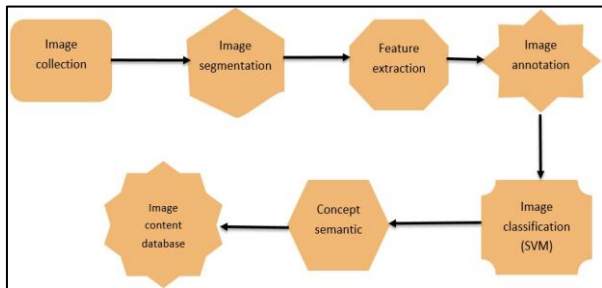 Image
collection
Image
segmentation
Feature
extraction
Image
annotation
Image
classification
(SVM)
Concept
semantic
Image
content
database